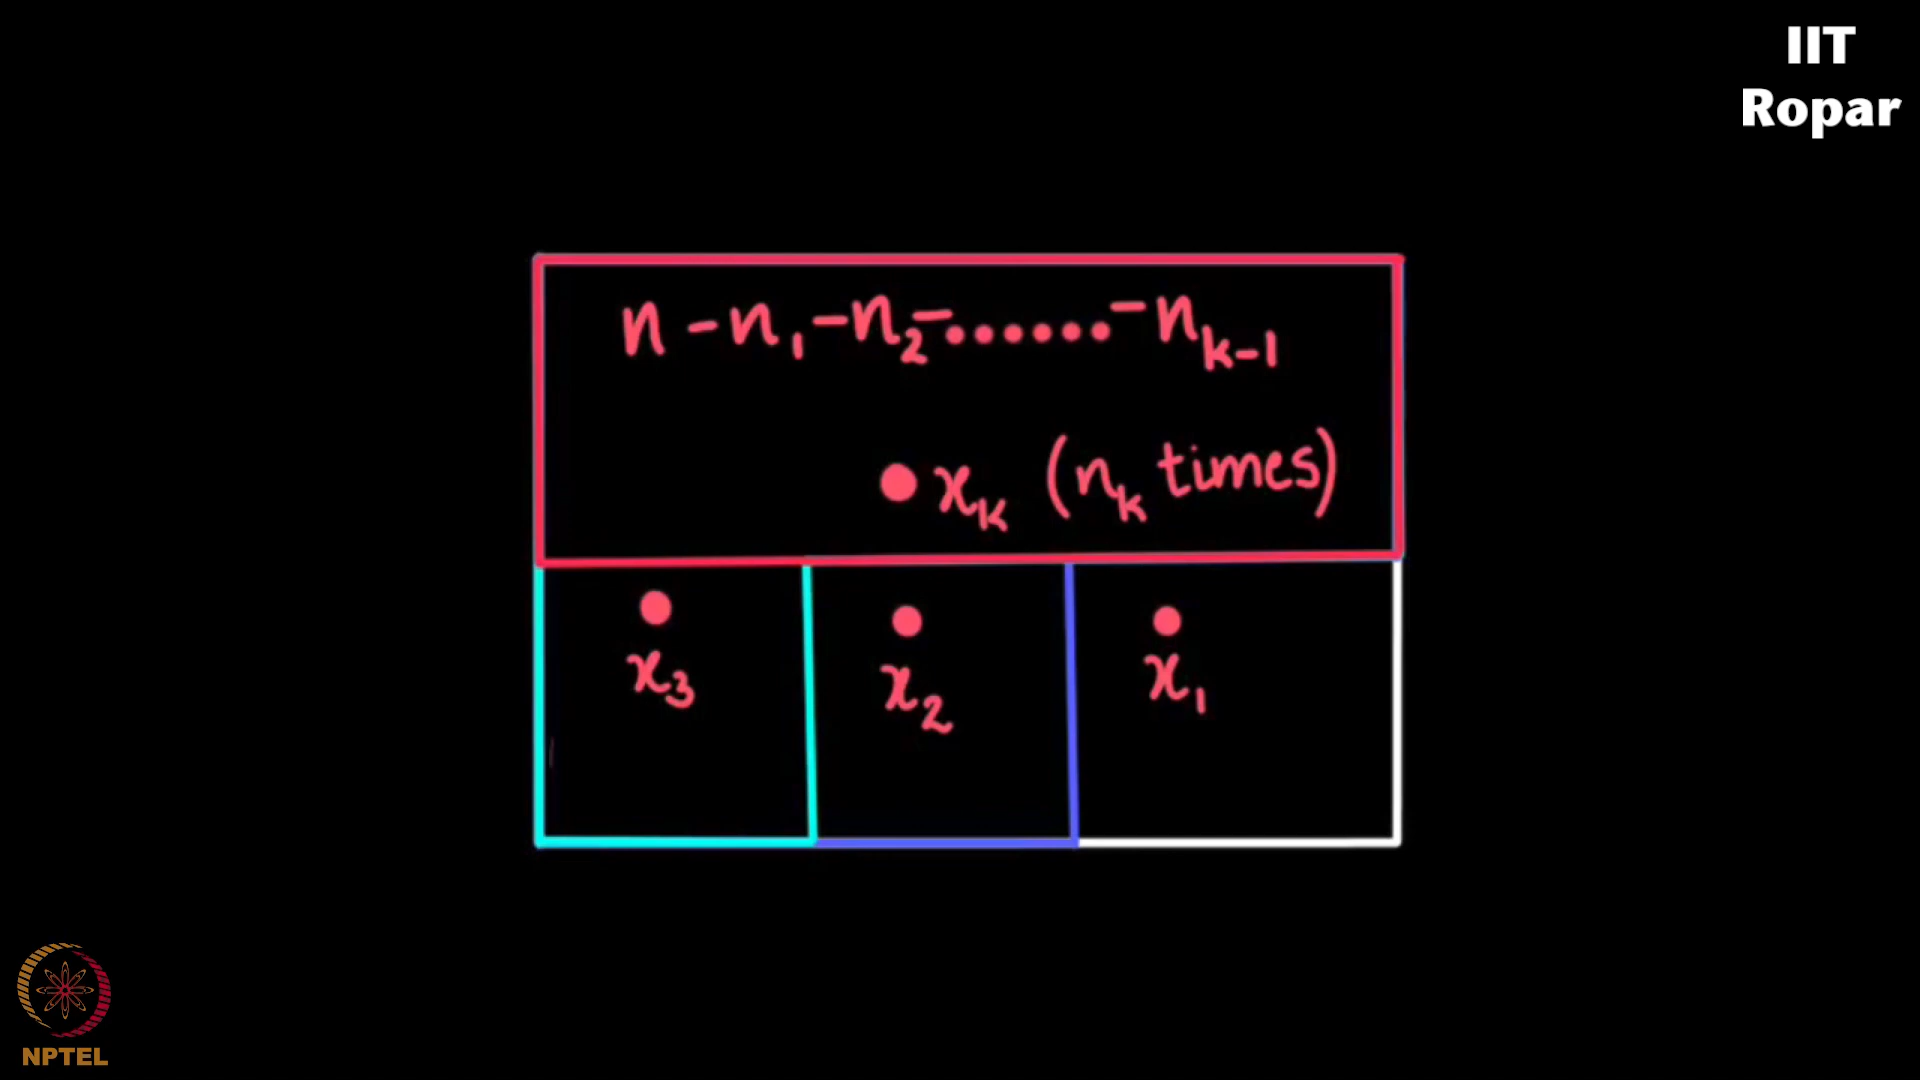 IIT
Ropar
n - n₁ - n₂ - ...... - nₖ₋₁
xₖ (nₖ times)
x₃ x₂ x₁
NPTEL